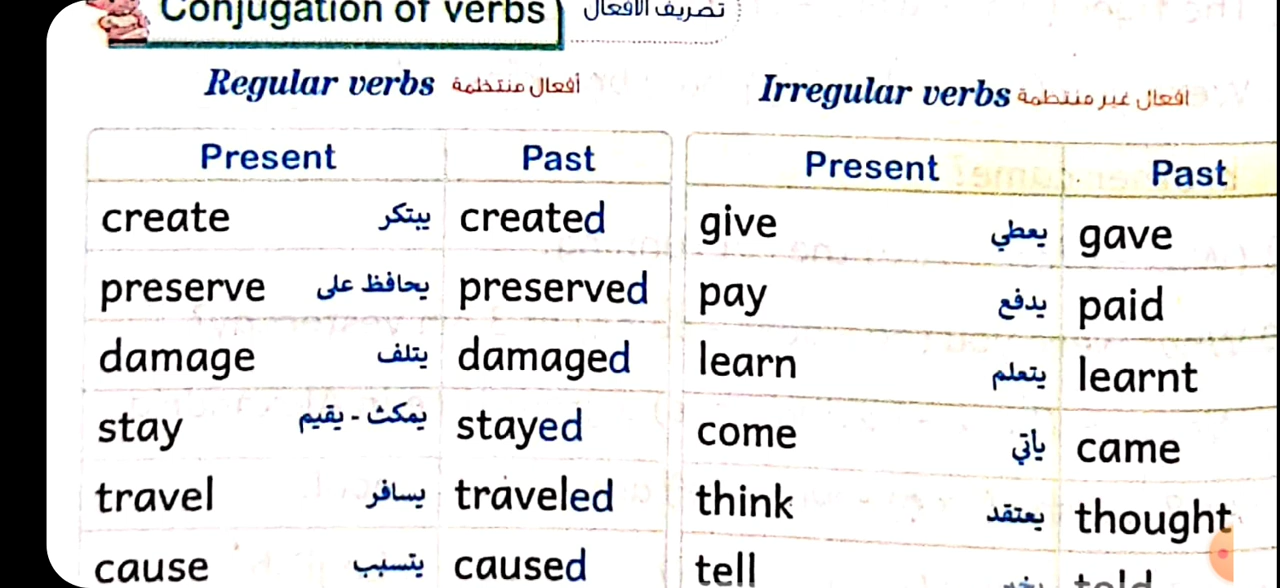 Conjugation of verbs تصريف الأفعال
Regular verbs أفعال منتظمة
Present Past
create يبتكر created
preserve يحافظ على preserved
damage يتلف damaged
stay يمكث - يقيم stayed
travel يسافر traveled
cause يتسبب caused
Irregular verbs افعال غير منتظمة
Present Past
give يعطي gave
pay يدفع paid
learn يتعلم learnt
come يأتي came
think يعتقد thought
tell told